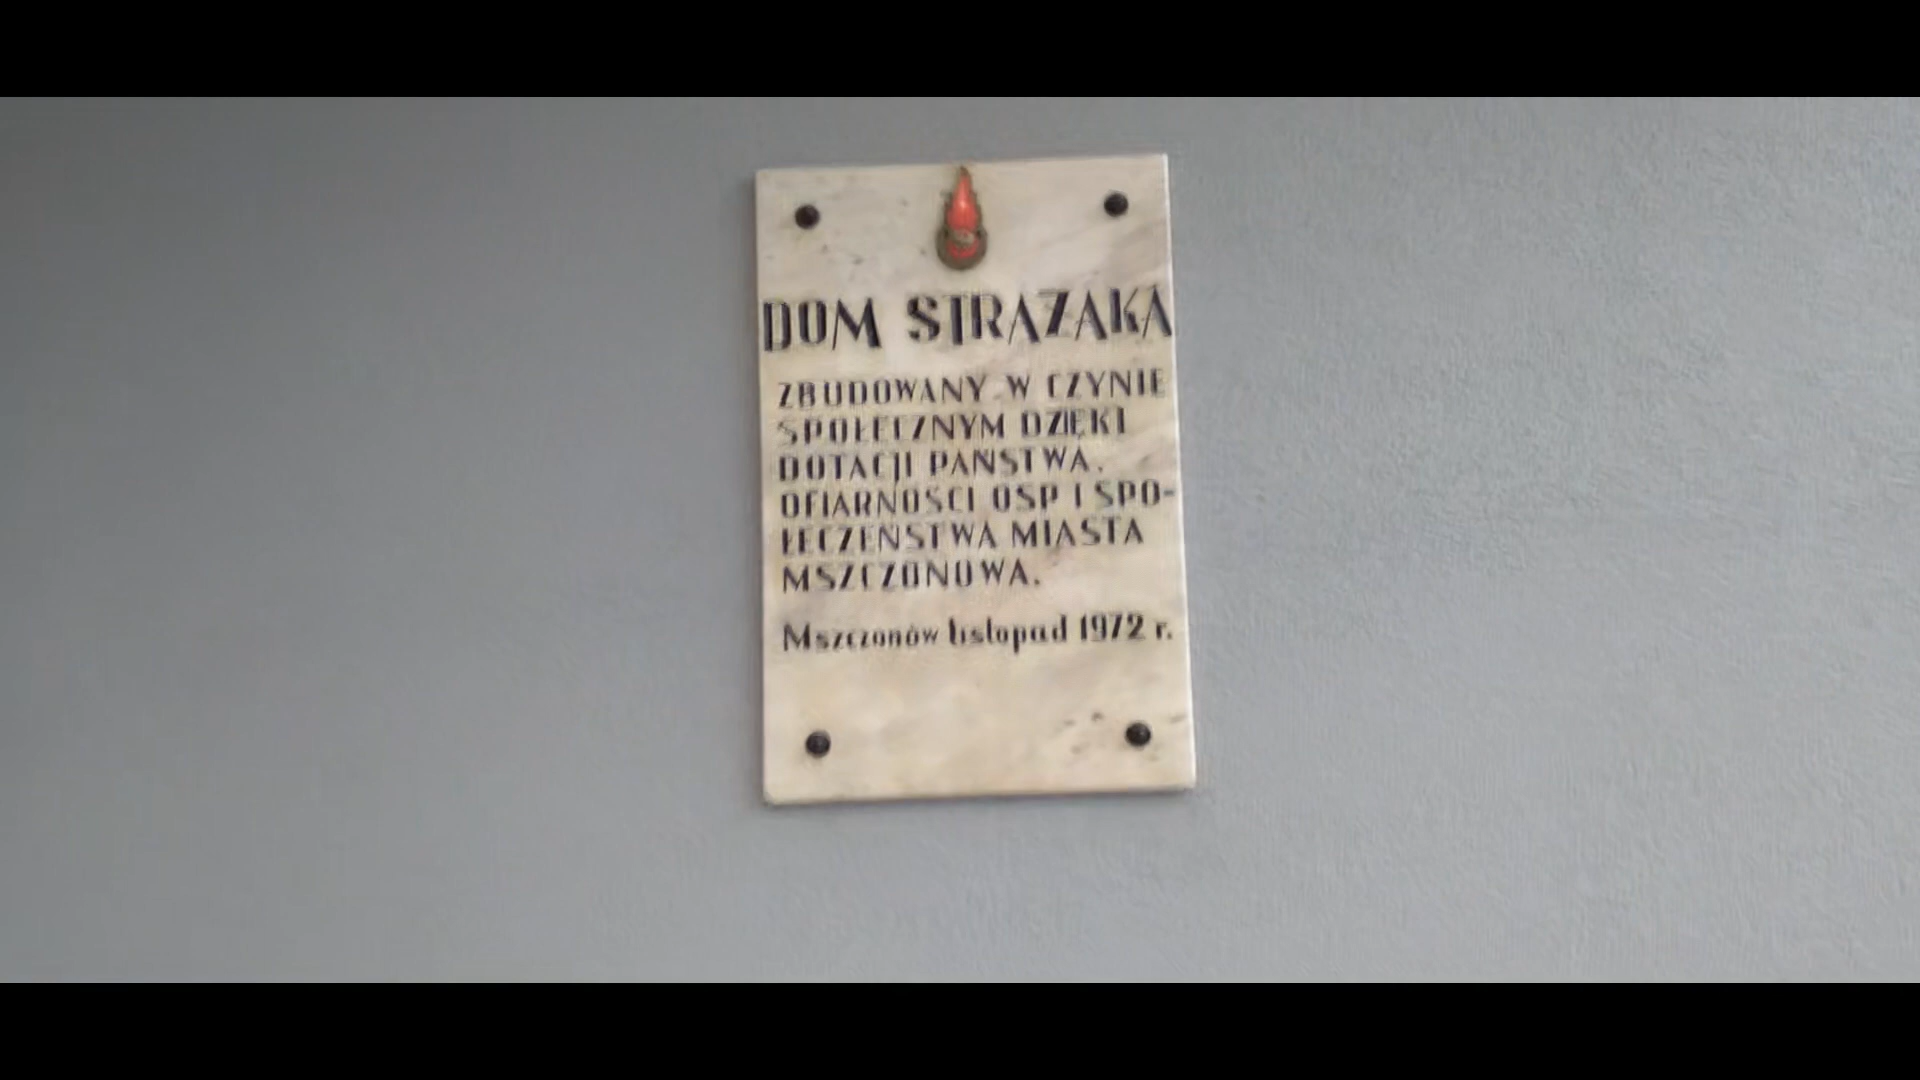 DOM STRAŻAKA
ZBUDOWANY W CZYNIE
SPOŁECZNYM DZIĘKI
DOTACJI PAŃSTWA,
OFIARNOŚCI OSP I SPO-
ŁECZEŃSTWA MIASTA
MSZCZONOWA.
Mszczonów listopad 1972 r.